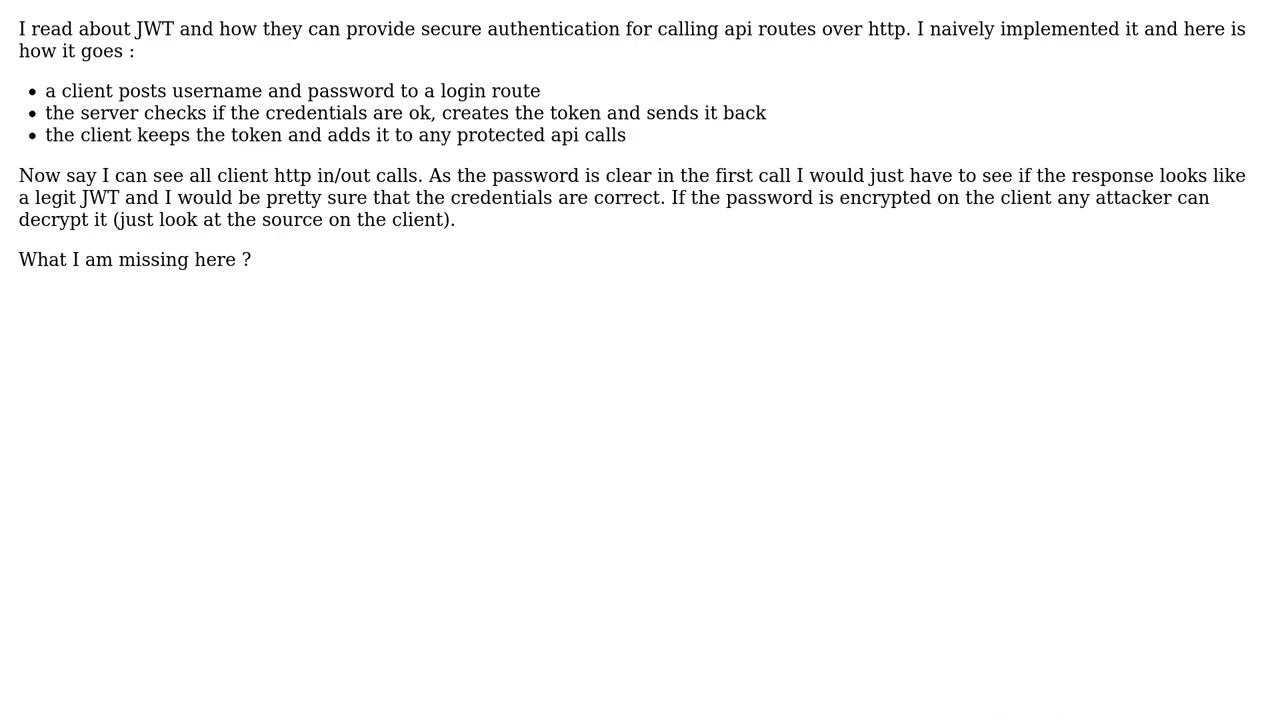 I read about JWT and how they can provide secure authentication for calling api routes over http. I naively implemented it and here is
how it goes :
• a client posts username and password to a login route
• the server checks if the credentials are ok, creates the token and sends it back
• the client keeps the token and adds it to any protected api calls
Now say I can see all client http in/out calls. As the password is clear in the first call I would just have to see if the response looks like
a legit JWT and I would be pretty sure that the credentials are correct. If the password is encrypted on the client any attacker can
decrypt it (just look at the source on the client).
What I am missing here ?